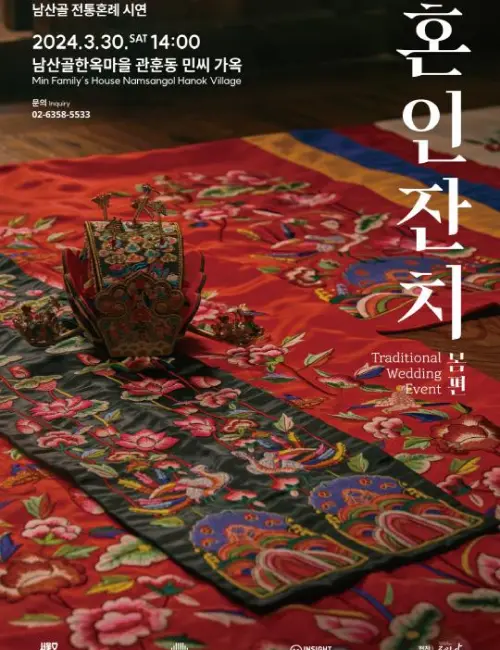 남산골 전통혼례 시연
2024.3.30.SAT 14:00
남산골한옥마을 관훈동 민씨 가옥
Min Family's House Namsangol Hanok Village
문의 Inquiry
02-6358-5533
혼인잔치
봄편
Traditional
Wedding
Event
INSIGHT